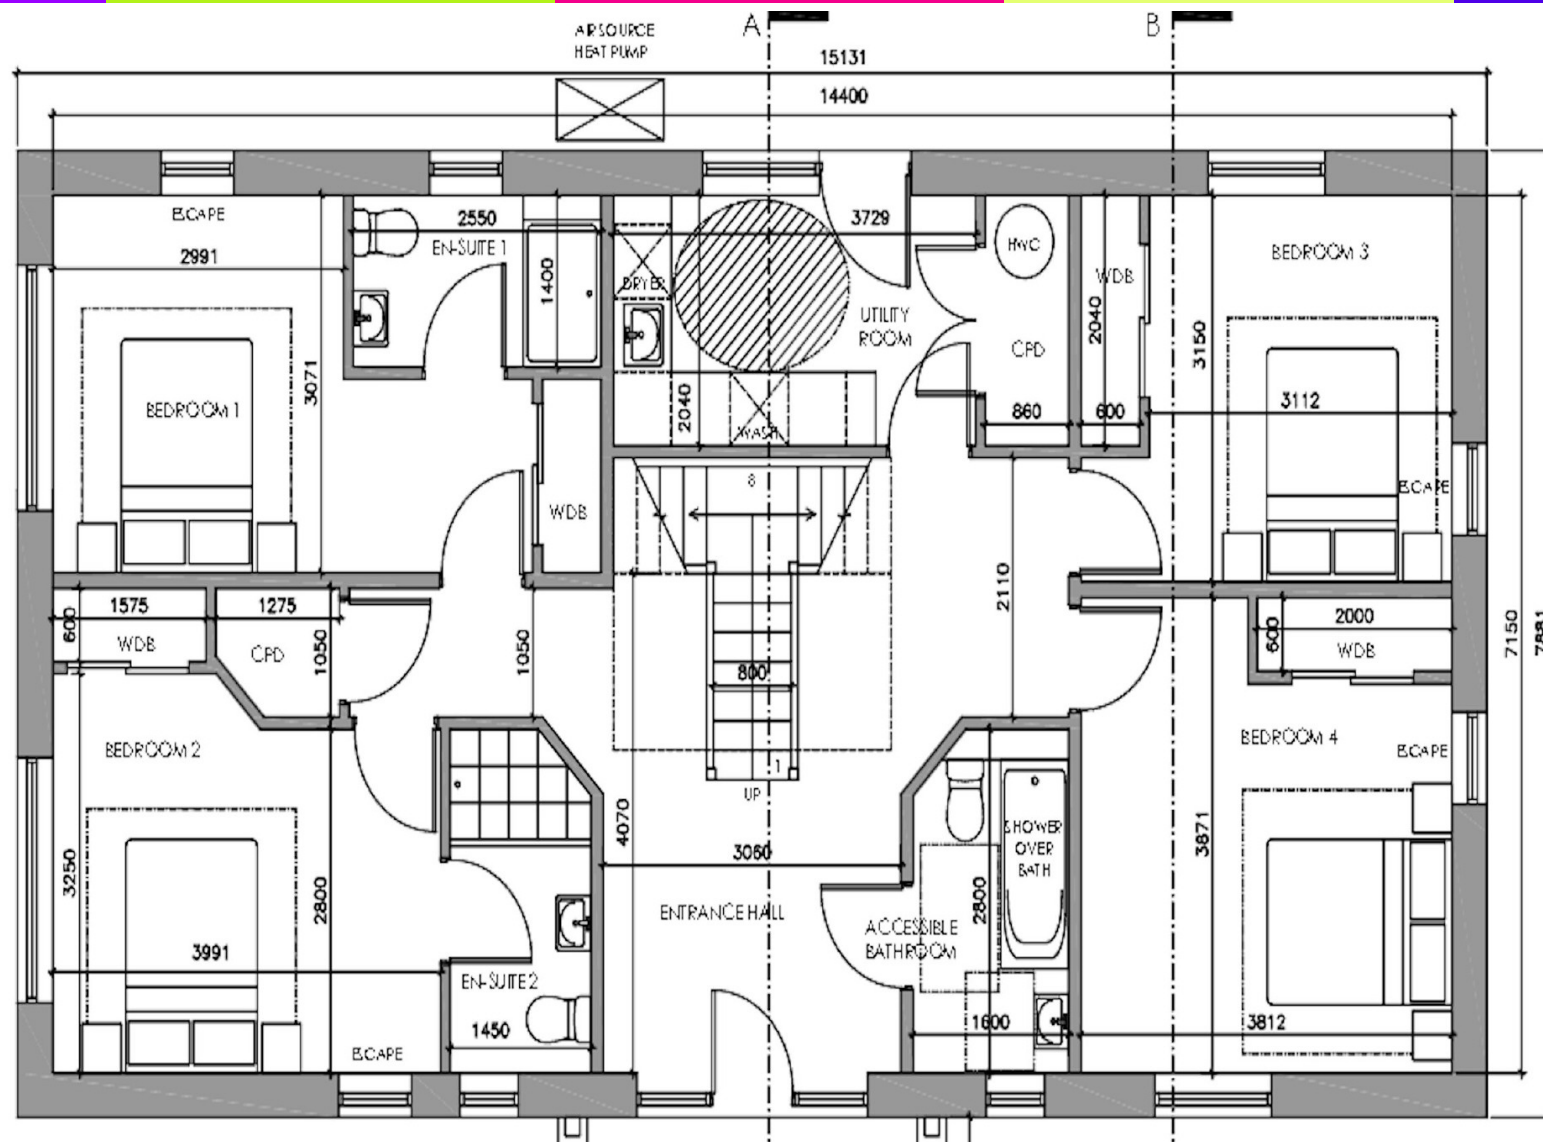 A
B
AIR SOURCE
HEAT PUMP
15131
14400
ESCAPE
2550
3729
HWC
BEDROOM 3
EN-SUITE 1
2991
1400
DRYER
WDB
2040
UTILITY
ROOM
CPD
3150
3071
BEDROOM 1
2040
WASH
860
600
3112
8
ESCAPE
WDB
2110
600
1575
1275
WDB
CPD
1050
1050
800
600
2000
WDB
7150
7881
BEDROOM 2
1
UP
BEDROOM 4
ESCAPE
4070
3060
SHOWER
OVER
BATH
3871
3250
2800
2800
ENTRANCE HALL
ACCESSIBLE
BATHROOM
3991
EN-SUITE 2
1450
1600
3812
ESCAPE